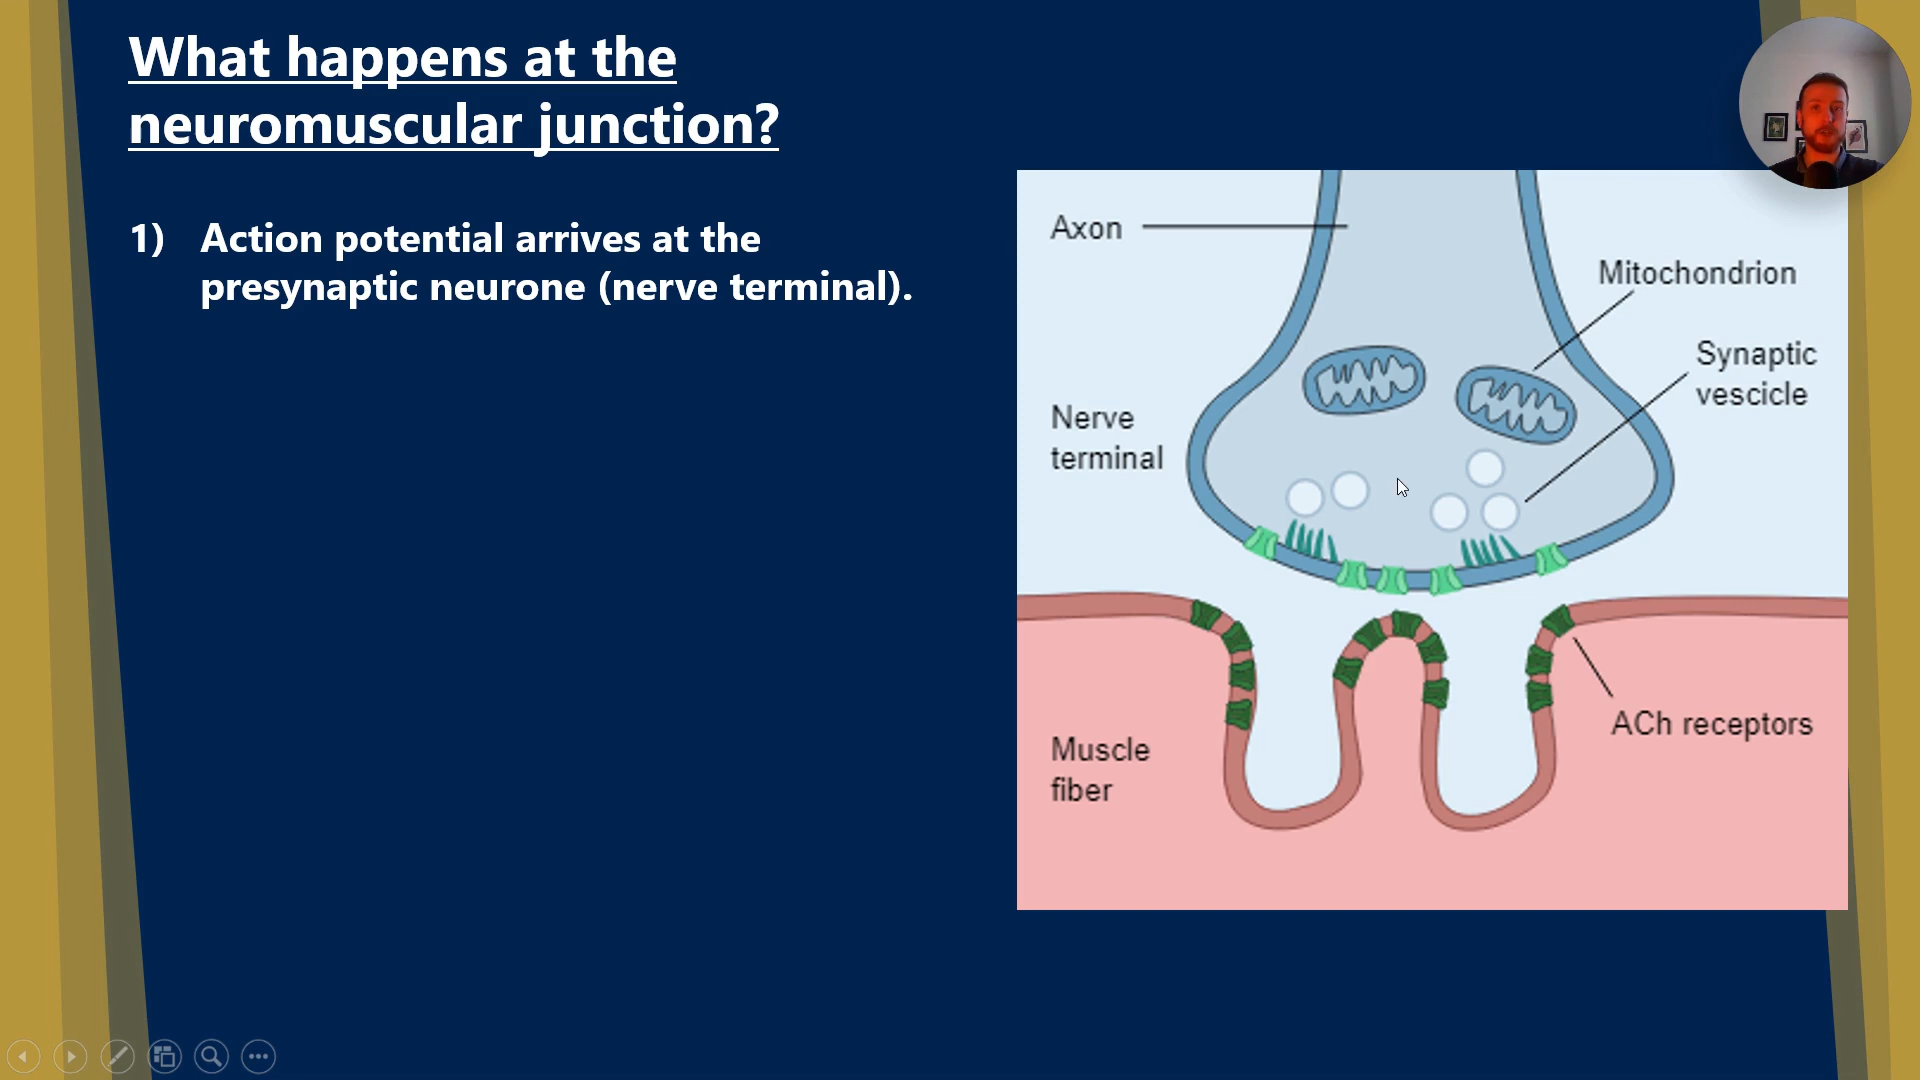 What happens at the
neuromuscular junction?
1) Action potential arrives at the
presynaptic neurone (nerve terminal).
Axon
Mitochondrion
Synaptic
vescicle
Nerve
terminal
ACh receptors
Muscle
fiber